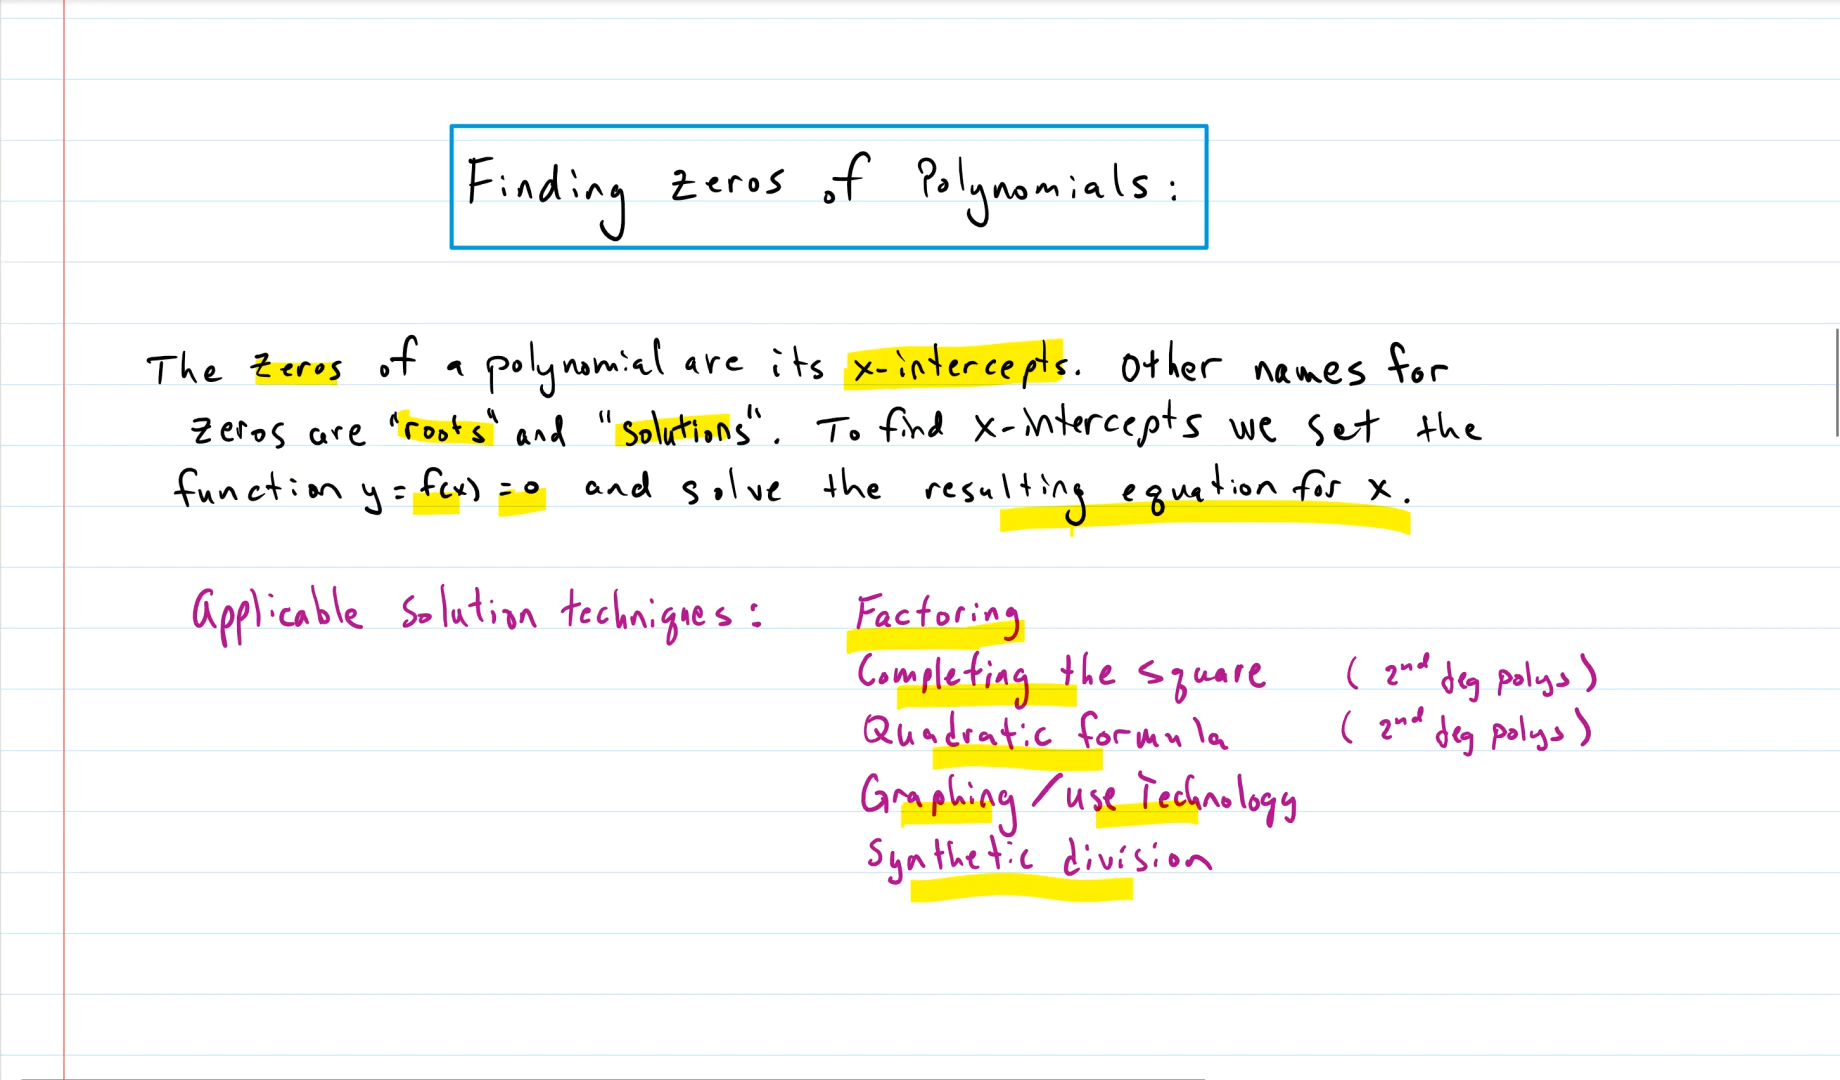 Finding zeros of Polynomials:
The zeros of a polynomial are its x-intercepts. Other names for
zeros are "roots" and "solutions". To find x-intercepts we set the
function y = f(x) = 0 and solve the resulting equation for x.
Applicable solution techniques: Factoring
Completing the square (2nd deg polys)
Quadratic formula (2nd deg polys)
Graphing / use Technology
Synthetic division